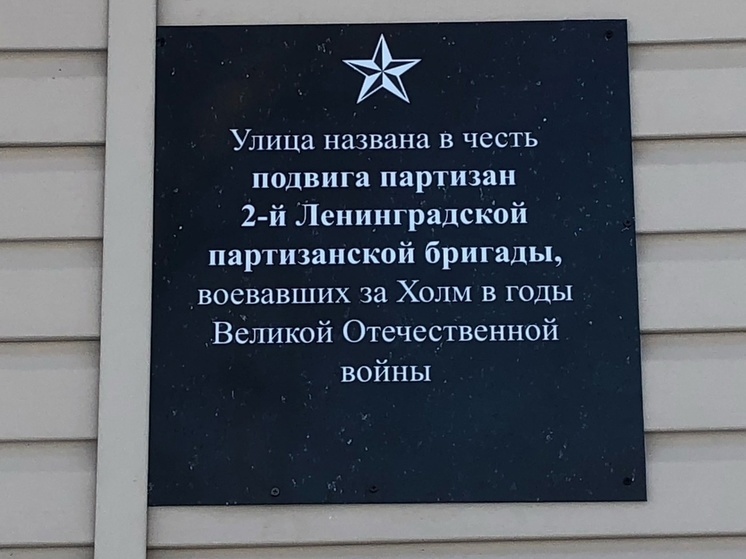 Улица названа в честь
подвига партизан
2-й Ленинградской
партизанской бригады,
воевавших за Холм в годы
Великой Отечественной
войны